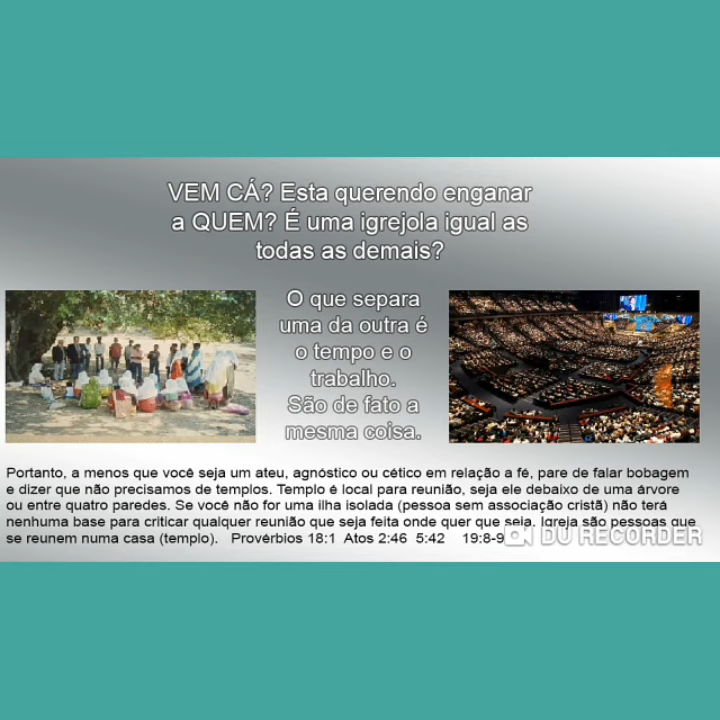 VEM CÁ? Esta querendo enganar
a QUEM? É uma igrejola igual as
todas as demais?
O que separa
uma da outra é
o tempo e o
trabalho.
São de fato a
mesma coisa.
Portanto, a menos que você seja um ateu, agnóstico ou cético em relação a fé, pare de falar bobagem
e dizer que não precisamos de templos. Templo é local para reunião, seja ele debaixo de uma árvore
ou entre quatro paredes. Se você não for uma ilha isolada (pessoa sem associação cristã) não terá
nenhuma base para criticar qualquer reunião que seja feita onde quer que seja. Igreja são pessoas que
se reunem numa casa (templo). Provérbios 18:1 Atos 2:46 5:42 19:8-9
DU RECORDER